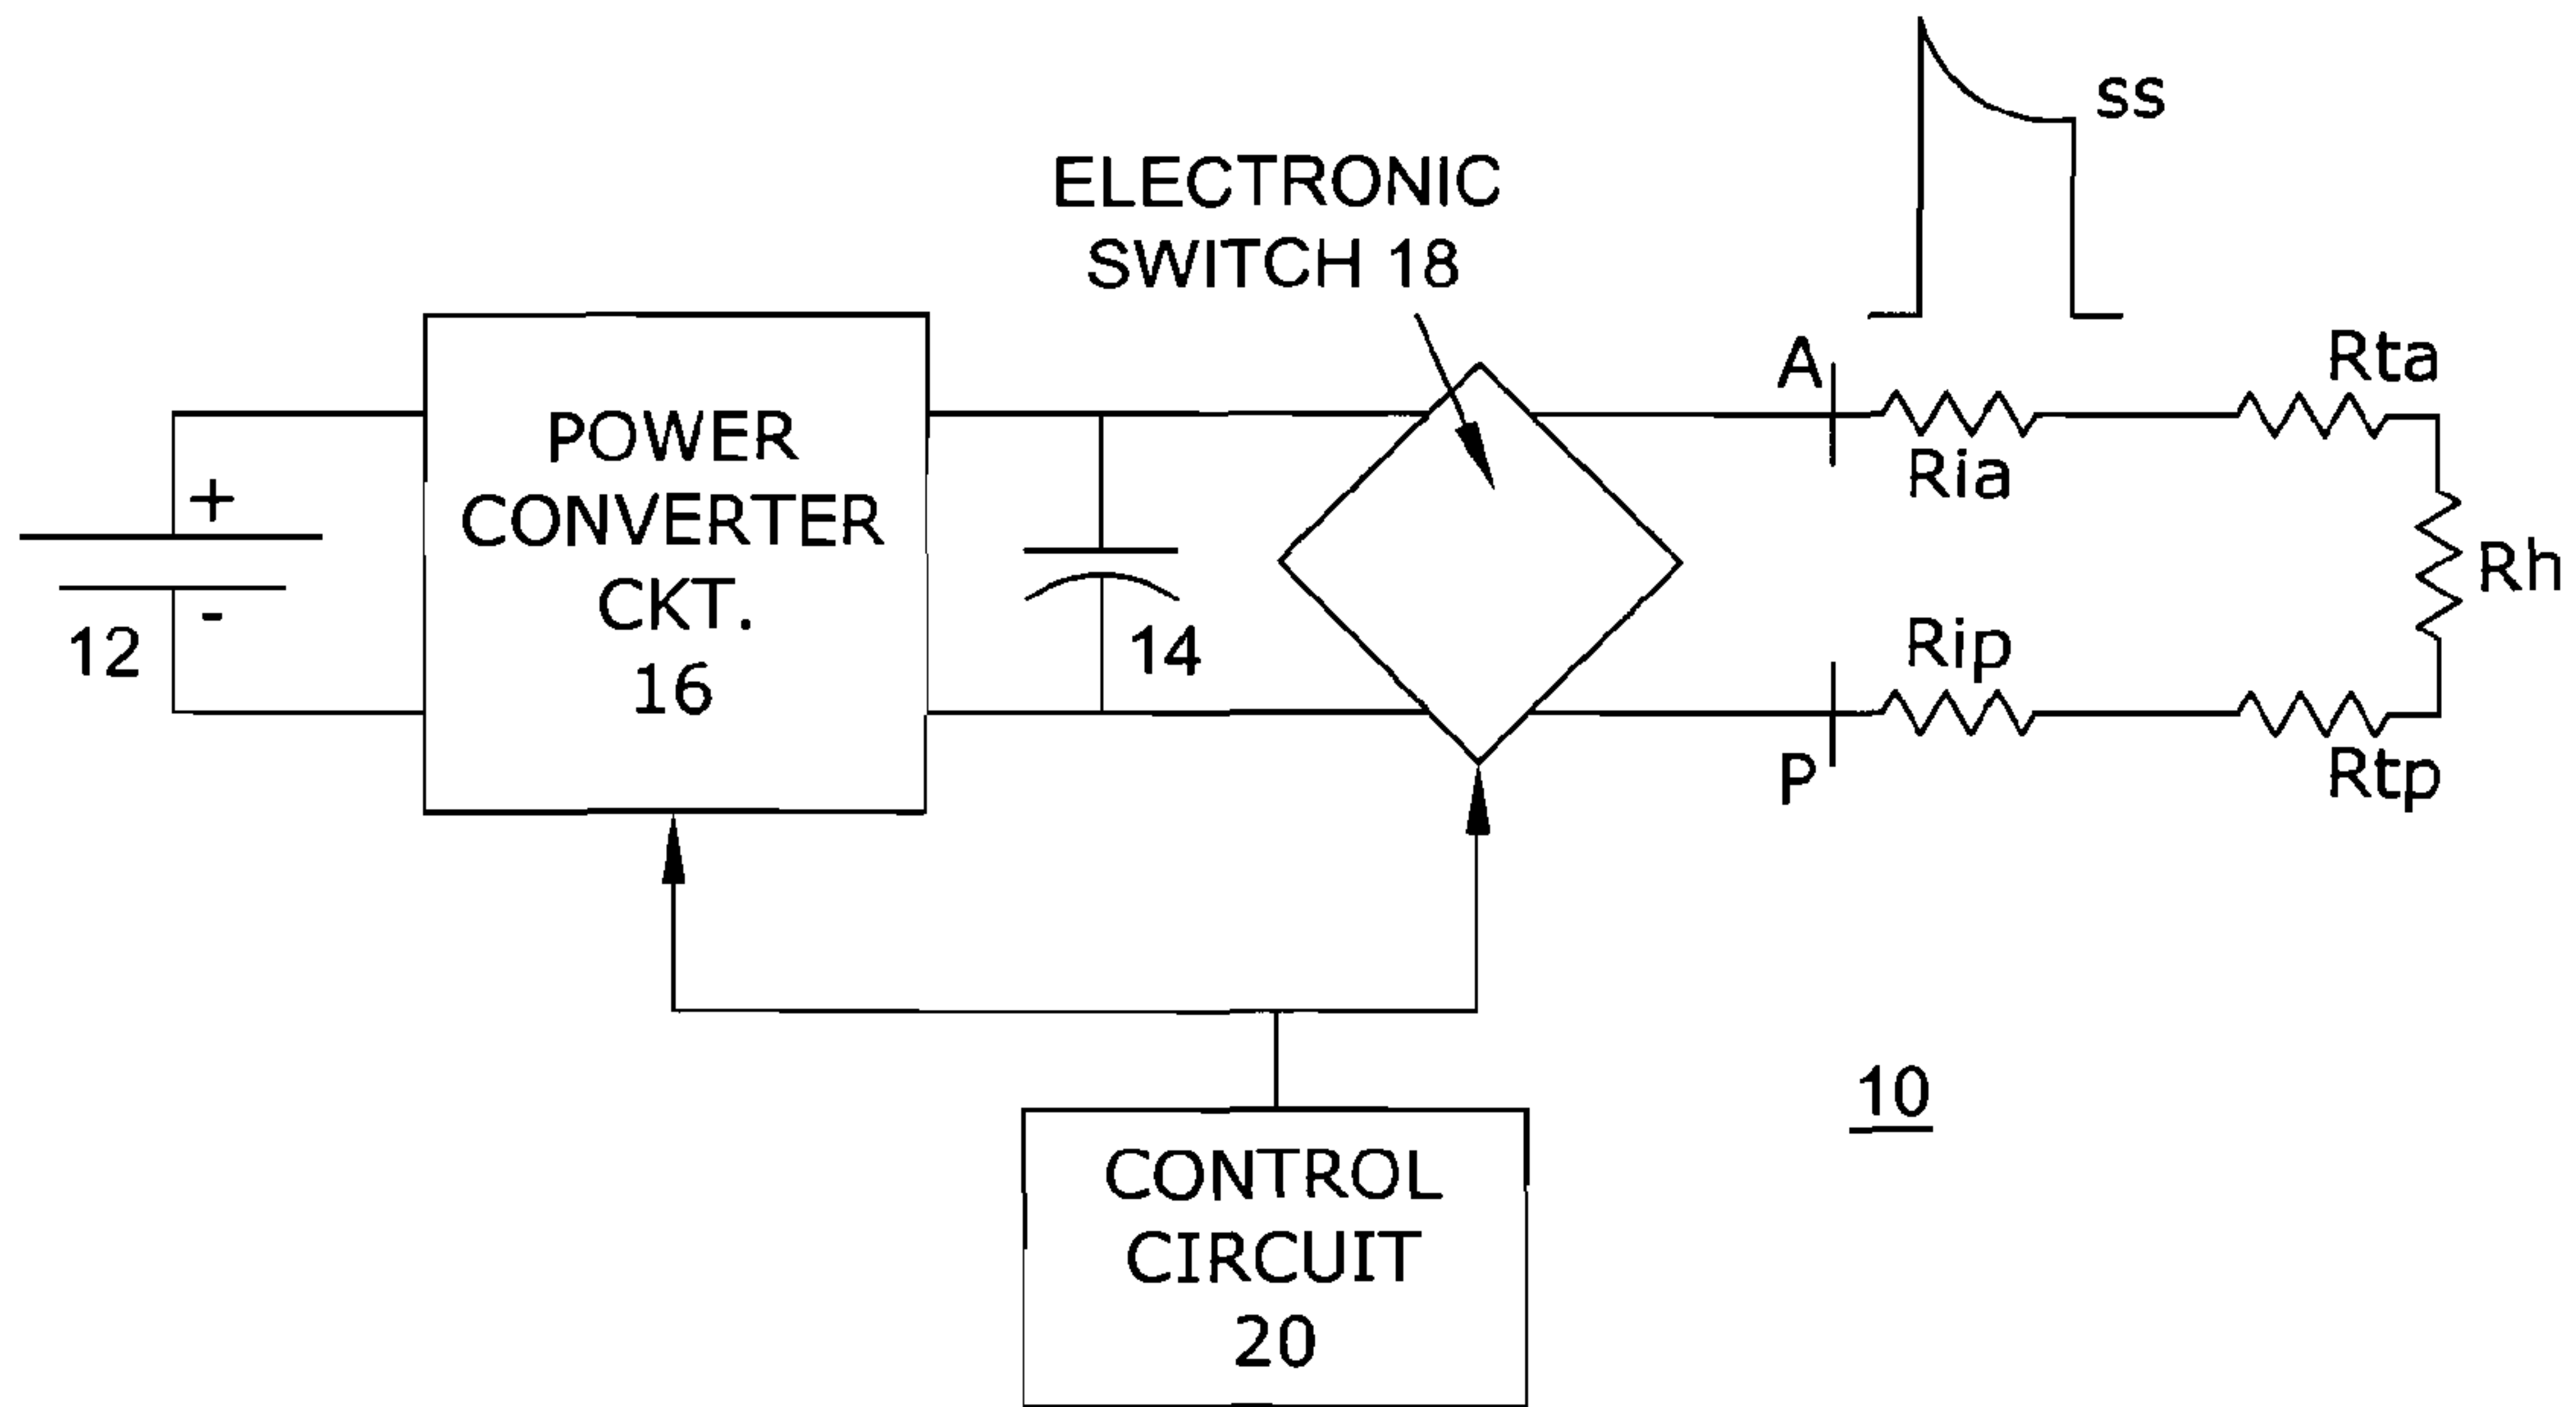 ss
ELECTRONIC
SWITCH 18
A
Rta
Ria
POWER
CONVERTER
CKT.
16
+
-
12
14
Rh
Rip
P
Rtp
10
CONTROL
CIRCUIT
20